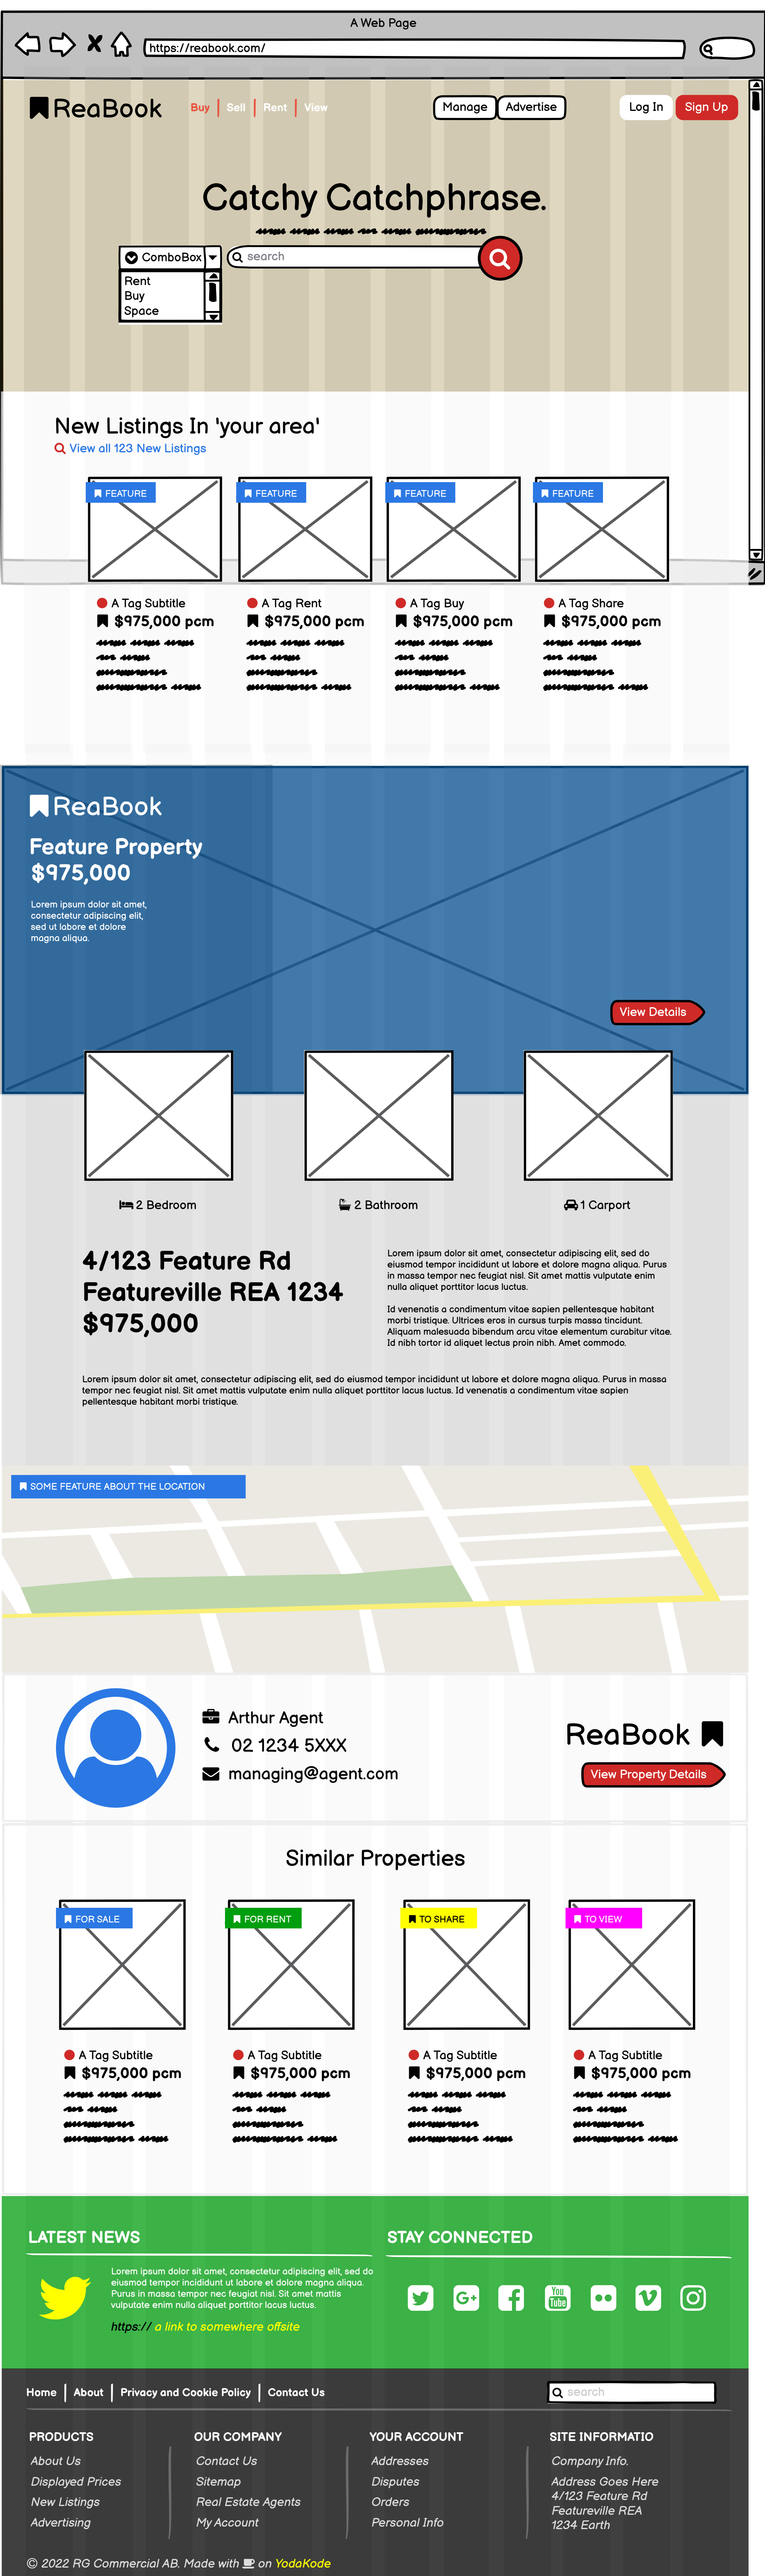 A Web Page
https://reabook.com/
ReaBook
Buy Sell Rent View
Manage Advertise
Log In Sign Up
Catchy Catchphrase.
ComboBox
search
Rent
Buy
Space
New Listings In 'your area'
View all 123 New Listings
FEATURE FEATURE FEATURE FEATURE
A Tag Subtitle A Tag Rent A Tag Buy A Tag Share
$975,000 pcm $975,000 pcm $975,000 pcm $975,000 pcm
ReaBook
Feature Property
$975,000
Lorem ipsum dolor sit amet,
consectetur adipiscing elit,
sed ut labore et dolore
magna aliqua.
View Details
2 Bedroom 2 Bathroom 1 Carport
4/123 Feature Rd
Featureville REA 1234
$975,000
Lorem ipsum dolor sit amet, consectetur adipiscing elit, sed do
eiusmod tempor incididunt ut labore et dolore magna aliqua. Purus
in massa tempor nec feugiat nisl. Sit amet mattis vulputate enim
nulla aliquet porttitor lacus luctus.
Id venenatis a condimentum vitae sapien pellentesque habitant
morbi tristique. Ultrices eros in cursus turpis massa tincidunt.
Aliquam malesuada bibendum arcu vitae elementum curabitur vitae.
Id nibh tortor id aliquet lectus proin nibh. Amet commodo.
Lorem ipsum dolor sit amet, consectetur adipiscing elit, sed do eiusmod tempor incididunt ut labore et dolore magna aliqua. Purus in massa
tempor nec feugiat nisl. Sit amet mattis vulputate enim nulla aliquet porttitor lacus luctus. Id venenatis a condimentum vitae sapien
pellentesque habitant morbi tristique.
SOME FEATURE ABOUT THE LOCATION
Arthur Agent
02 1234 5XXX
managing@agent.com
ReaBook
View Property Details
Similar Properties
FOR SALE FOR RENT TO SHARE TO VIEW
A Tag Subtitle A Tag Subtitle A Tag Subtitle A Tag Subtitle
$975,000 pcm $975,000 pcm $975,000 pcm $975,000 pcm
LATEST NEWS
Lorem ipsum dolor sit amet, consectetur adipiscing elit, sed do
eiusmod tempor incididunt ut labore et dolore magna aliqua.
Purus in massa tempor nec feugiat nisl. Sit amet mattis
vulputate enim nulla aliquet porttitor lacus luctus.
https:// a link to somewhere offsite
STAY CONNECTED
G+ You Tube
Home About Privacy and Cookie Policy Contact Us
search
PRODUCTS
About Us
Displayed Prices
New Listings
Advertising
OUR COMPANY
Contact Us
Sitemap
Real Estate Agents
My Account
YOUR ACCOUNT
Addresses
Disputes
Orders
Personal Info
SITE INFORMATIO
Company Info.
Address Goes Here
4/123 Feature Rd
Featureville REA
1234 Earth
© 2022 RG Commercial AB. Made with on YodaKode